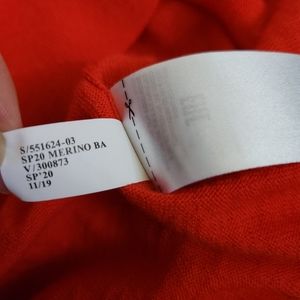 S/551624-03
SP20 MERINO BA
V/300873
SP'20
11/19